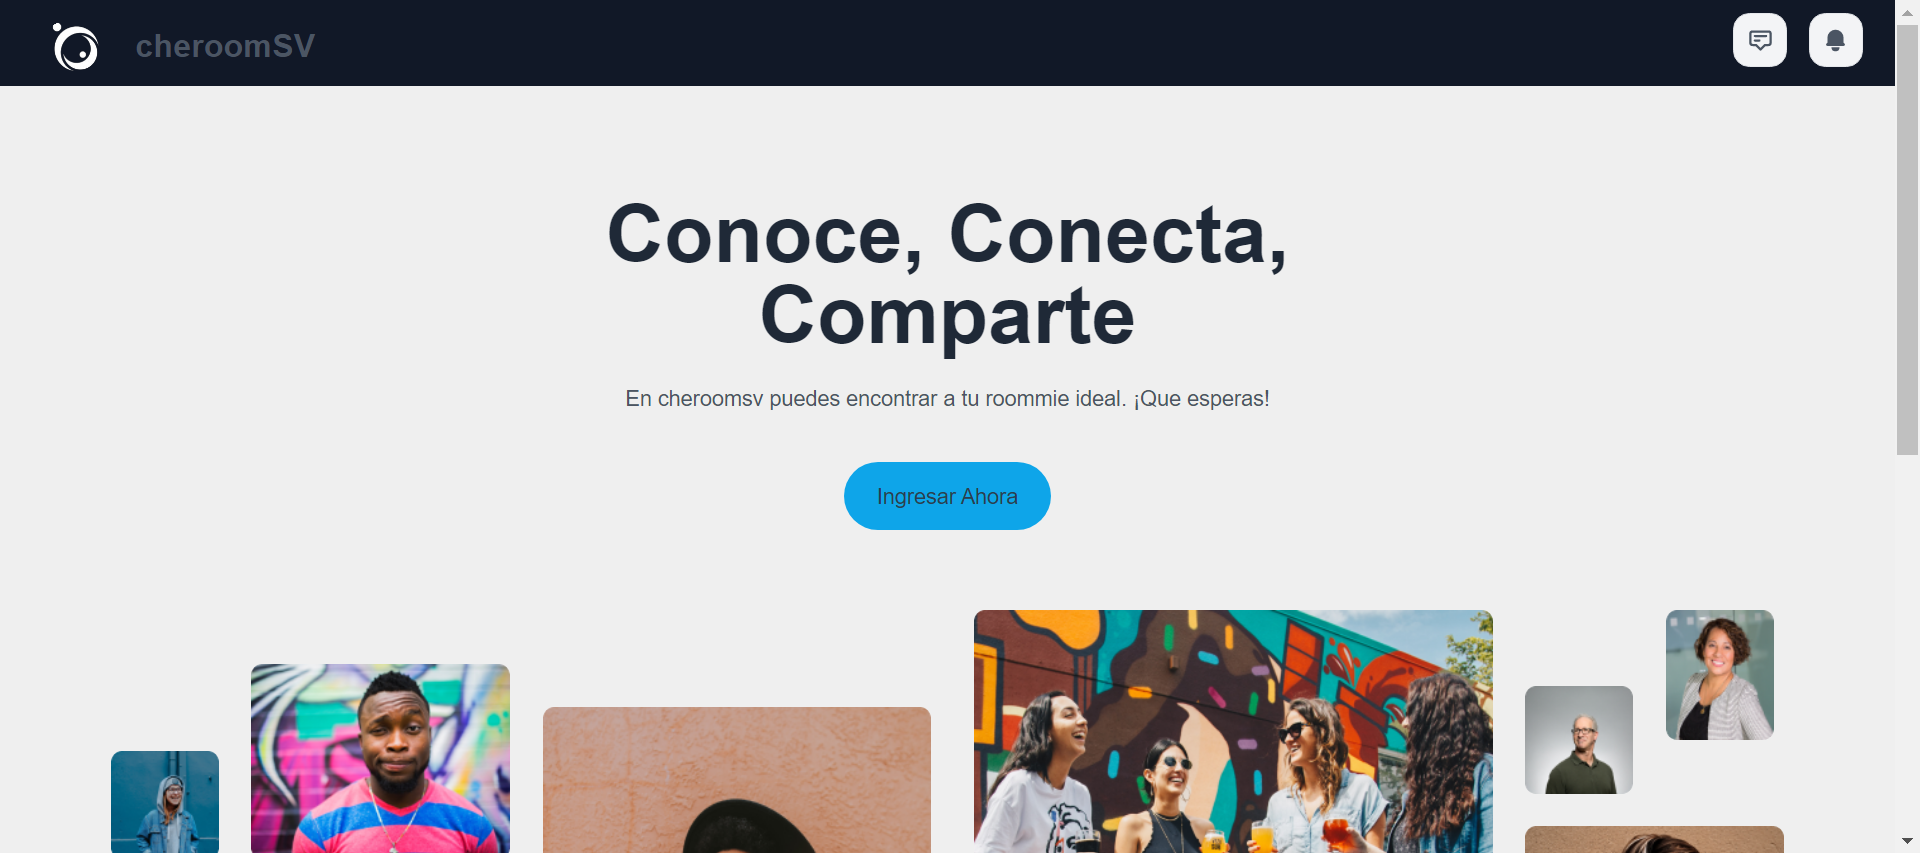 cheroomSV
Conoce, Conecta,
Comparte
En cheroomsv puedes encontrar a tu roommie ideal. ¡Que esperas!
Ingresar Ahora